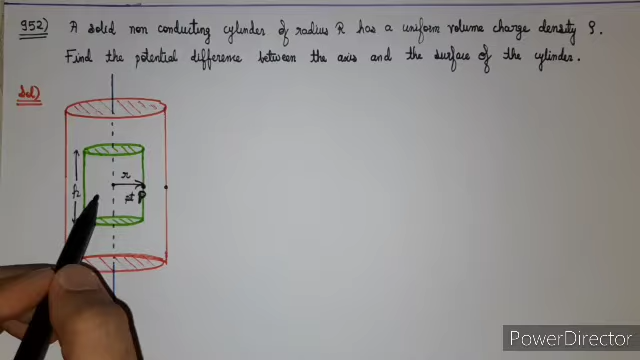 952) A solid non conducting cylinder of radius R has a uniform volume charge density ρ.
Find the potential difference between the axis and the surface of the cylinder.
Sol)
r
h
pt P
PowerDirector